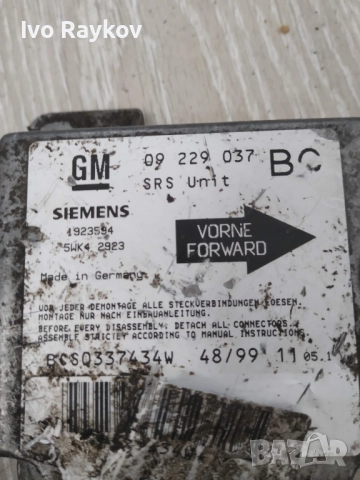 Ivo Raykov
GM
09 229 037 BC
SRS Unit
SIEMENS
1923594
5WK4 2923
VORNE
FORWARD
Made in Germany
VOR JEDER DEMONTAGE ALLE STECKVERBINDUNGEN LOESEN.
MONTAGE NUR NACH EINBAUANLEITUNG.
BEFORE EVERY DISASSEMBLY: DETACH ALL CONNECTORS.
ASSEMBLE STRICTLY ACCORDING TO MANUAL INSTRUCTIONS.
BCS0337434W 48/99 11 05.1
BAZAR